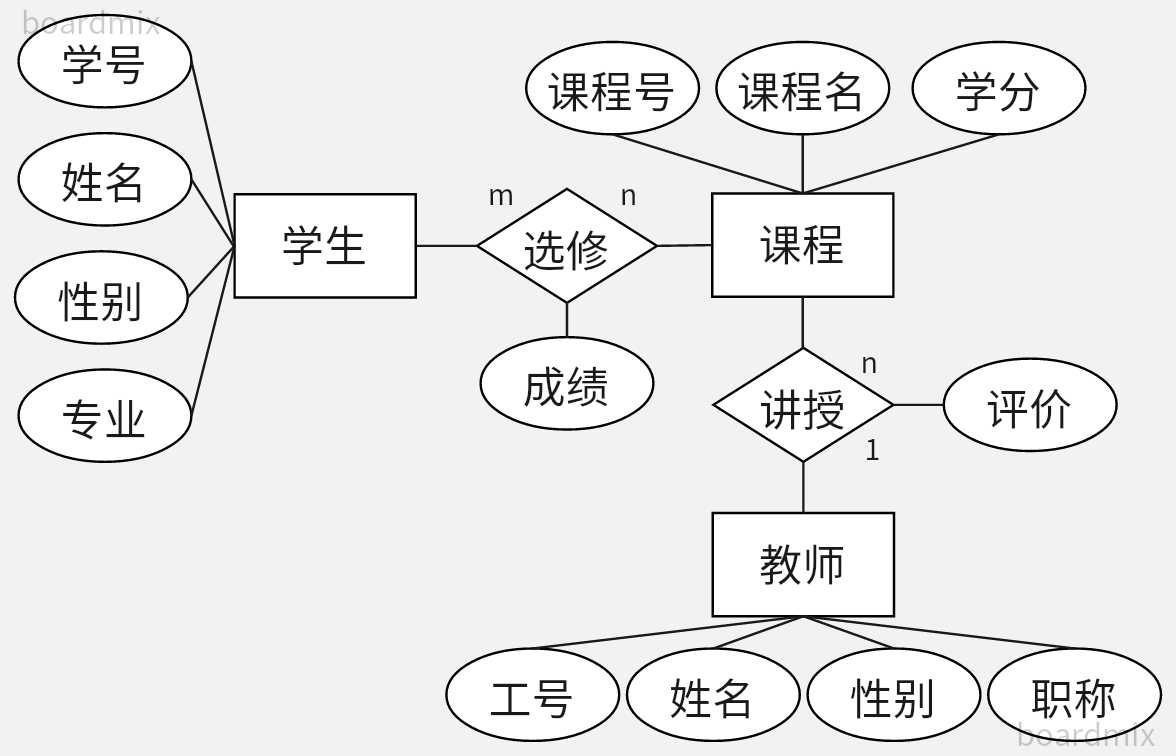 boardmix
学号
姓名
性别
专业
学生
m
n
选修
成绩
课程号
课程名
学分
课程
n
讲授
1
评价
教师
工号
姓名
性别
职称
boardmix